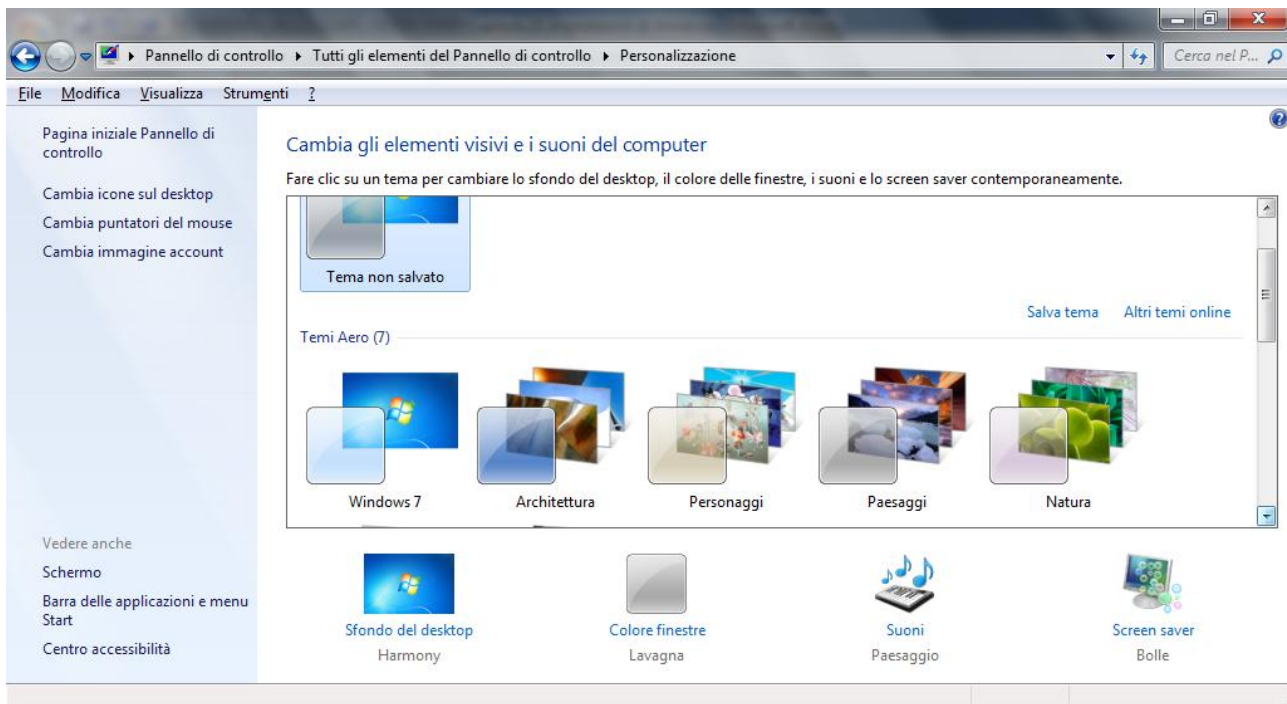 Pannello di controllo Tutti gli elementi del Pannello di controllo Personalizzazione
Cerca nel P...
File Modifica Visualizza Strumenti ?
Pagina iniziale Pannello di
controllo
Cambia icone sul desktop
Cambia puntatori del mouse
Cambia immagine account
Cambia gli elementi visivi e i suoni del computer
Fare clic su un tema per cambiare lo sfondo del desktop, il colore delle finestre, i suoni e lo screen saver contemporaneamente.
Tema non salvato
Salva tema Altri temi online
Temi Aero (7)
Windows 7 Architettura Personaggi Paesaggi Natura
Vedere anche
Schermo
Barra delle applicazioni e menu
Start
Centro accessibilità
Sfondo del desktop Colore finestre Suoni Screen saver
Harmony Lavagna Paesaggio Bolle